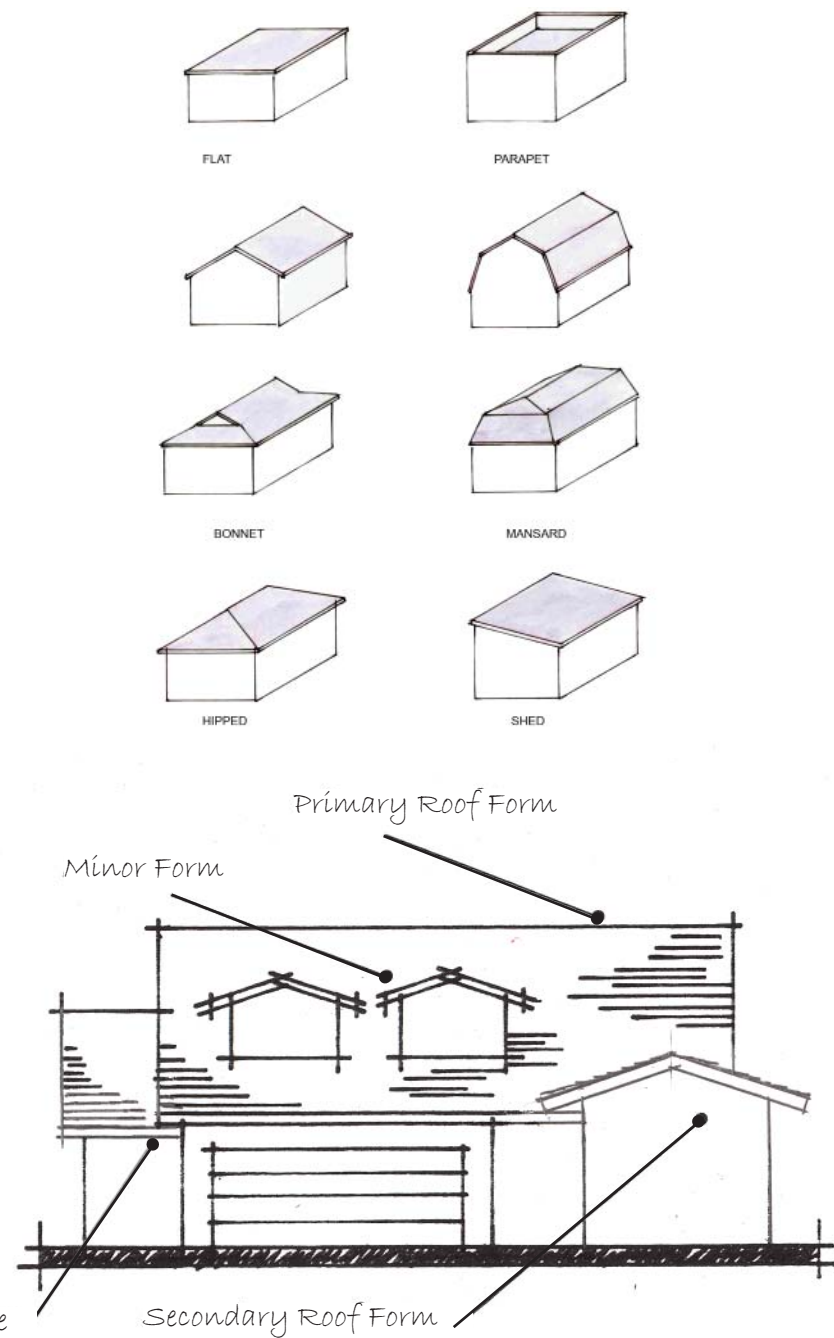 FLAT
PARAPET
BONNET
MANSARD
HIPPED
SHED
Primary Roof Form
Minor Form
e
Secondary Roof Form